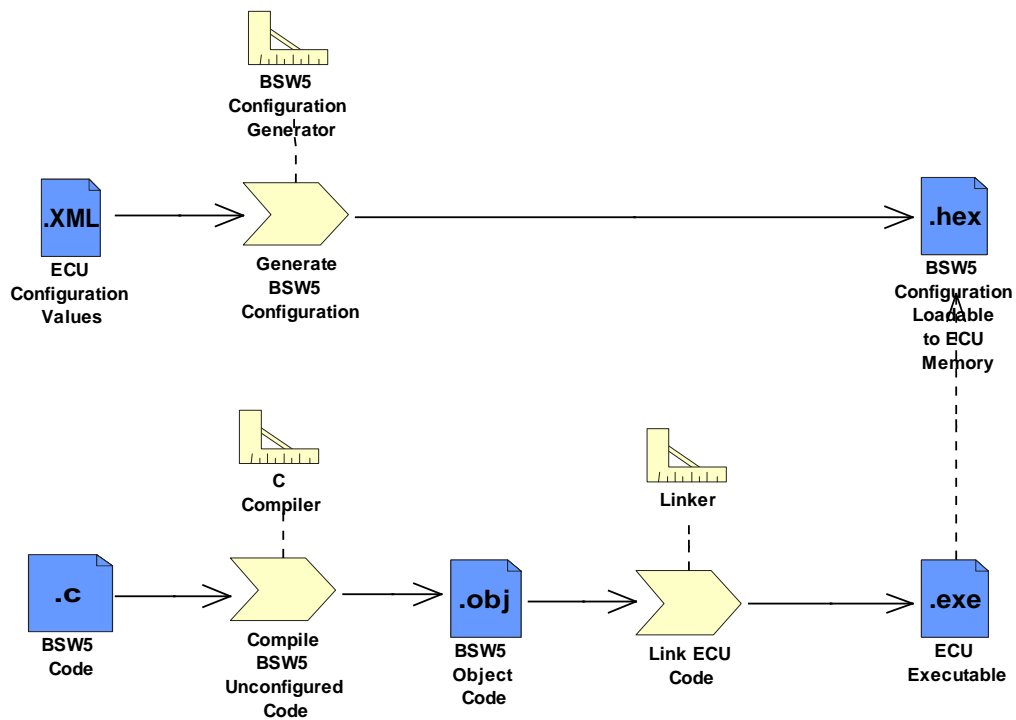 BSW5
Configuration
Generator
.XML
ECU
Configuration
Values
Generate
BSW5
Configuration
.hex
BSW5
Configuration
Loadable
to ECU
Memory
C
Compiler
Linker
.c
BSW5
Code
Compile
BSW5
Unconfigured
Code
.obj
BSW5
Object
Code
Link ECU
Code
.exe
ECU
Executable